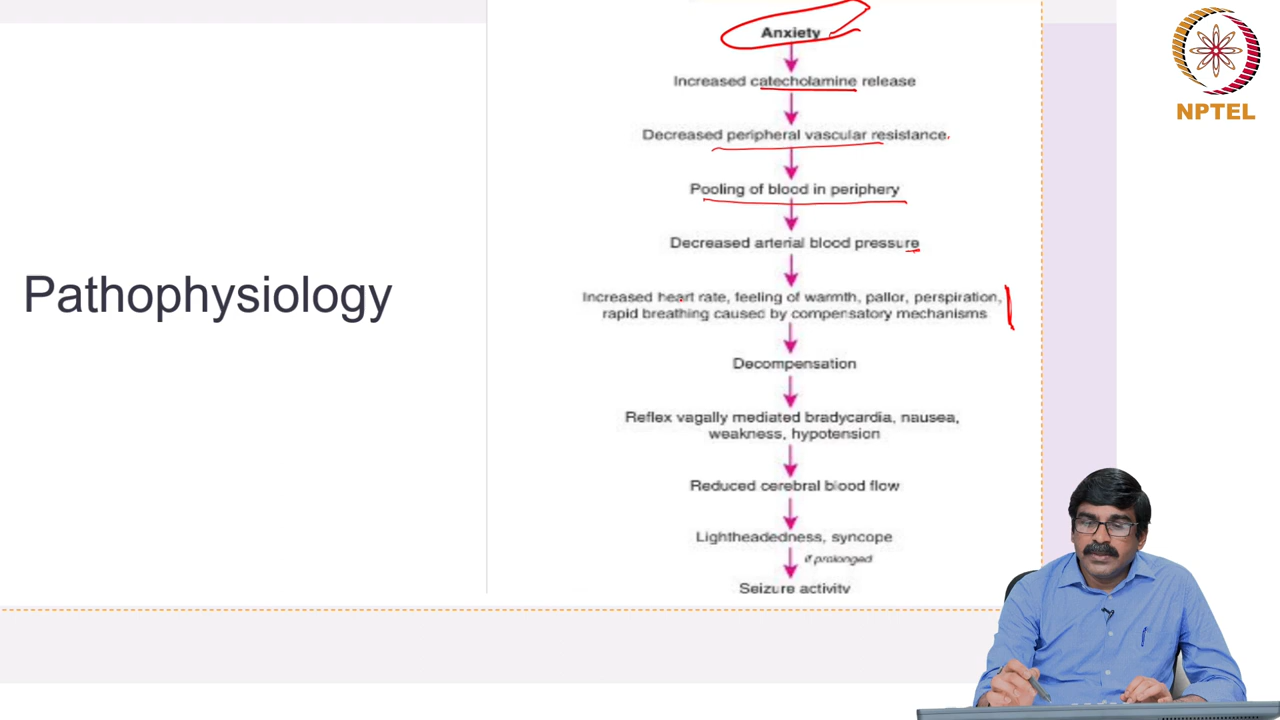 Pathophysiology
Anxiety
Increased catecholamine release
Decreased peripheral vascular resistance
Pooling of blood in periphery
Decreased arterial blood pressure
Increased heart rate, feeling of warmth, pallor, perspiration,
rapid breathing caused by compensatory mechanisms
Decompensation
Reflex vagally mediated bradycardia, nausea,
weakness, hypotension
Reduced cerebral blood flow
Lightheadedness, syncope
if prolonged
Seizure activity
NPTEL